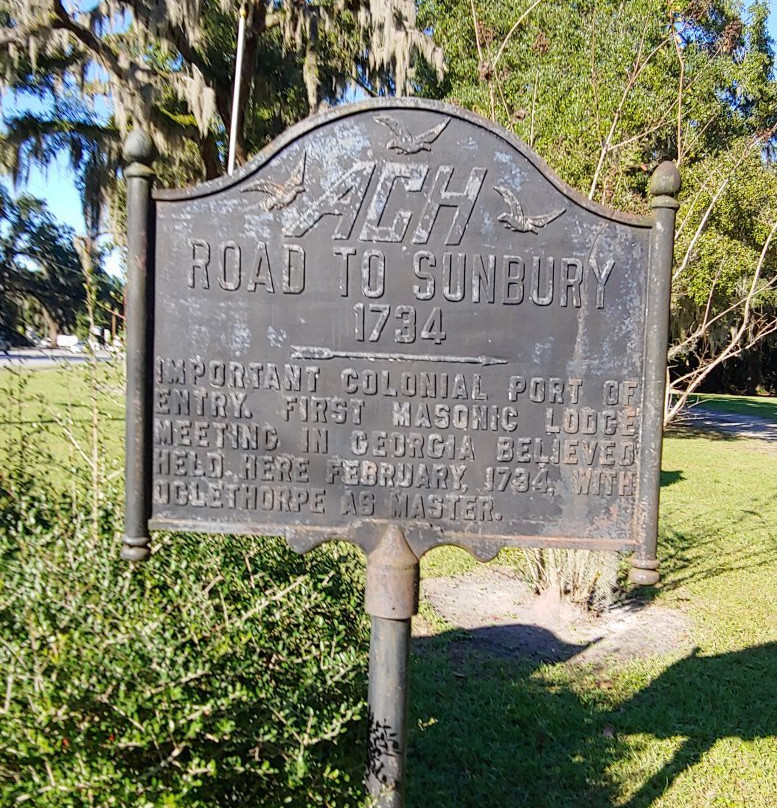 ACH
ROAD TO SUNBURY
1734
IMPORTANT COLONIAL PORT OF
ENTRY. FIRST MASONIC LODGE
MEETING IN GEORGIA BELIEVED
HELD HERE FEBRUARY, 1734, WITH
OGLETHORPE AS MASTER.